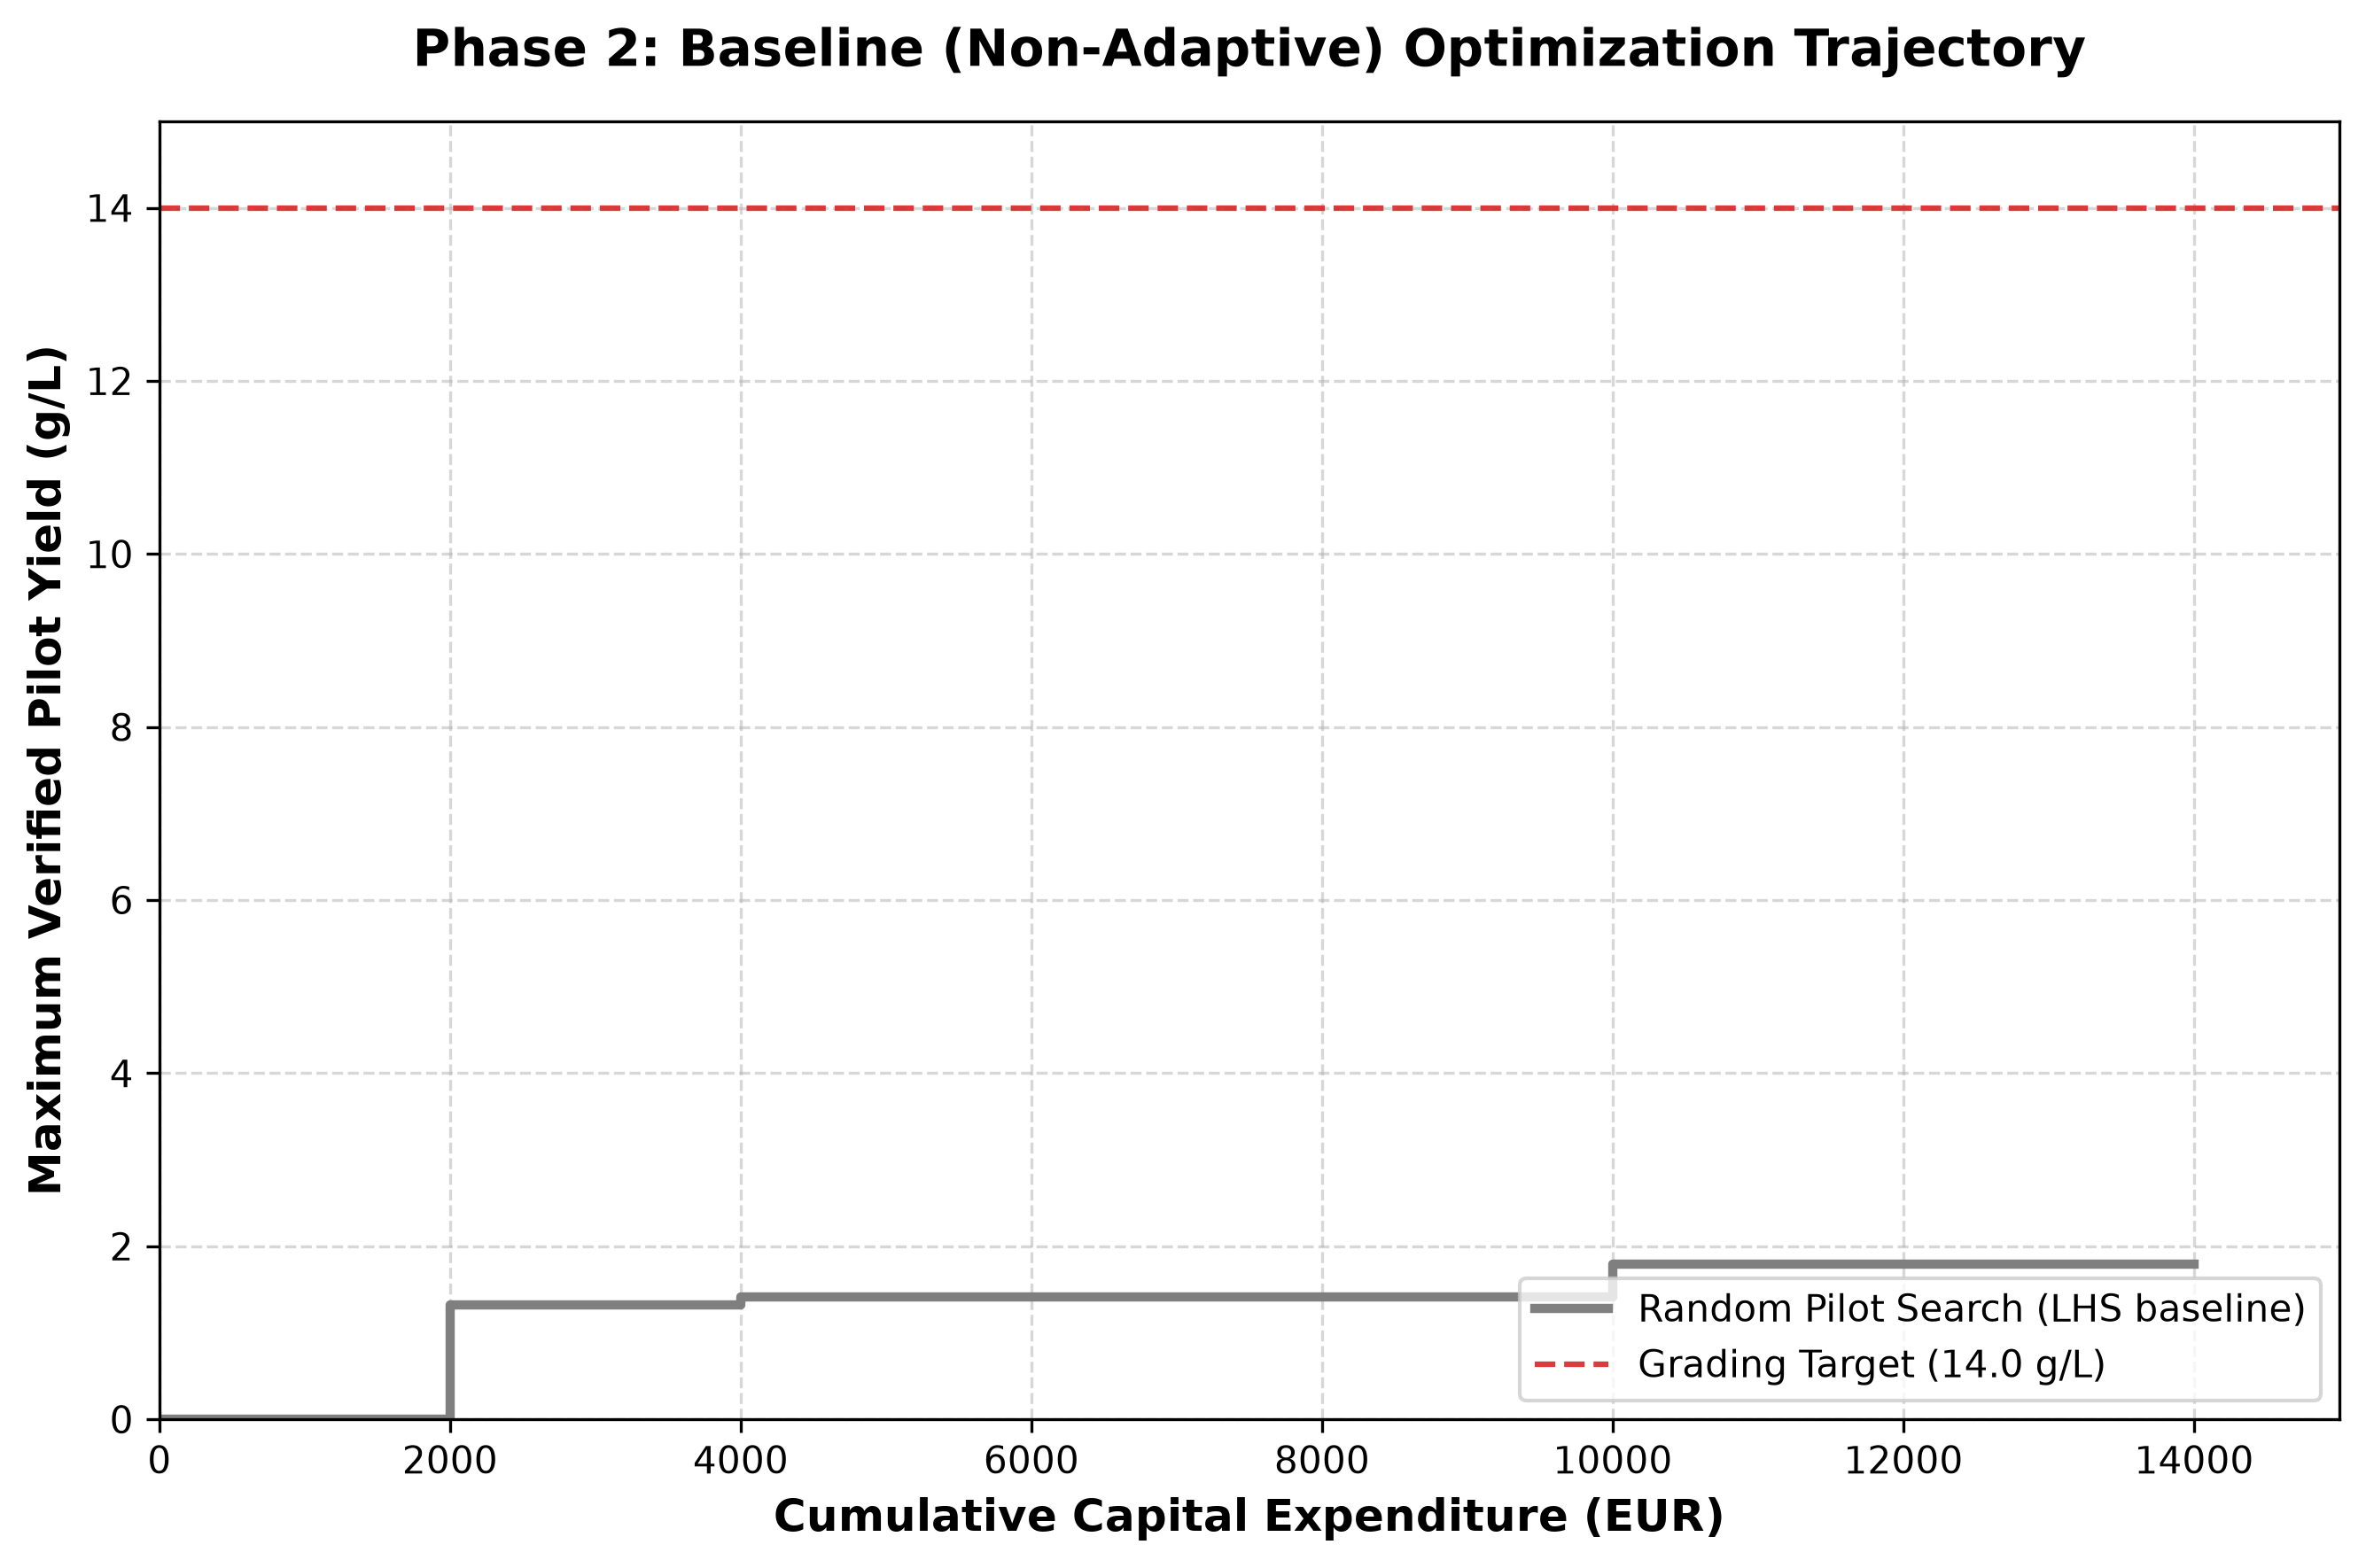 Phase 2: Baseline (Non-Adaptive) Optimization Trajectory
Maximum Verified Pilot Yield (g/L)
14
12
10
8
6
4
2
0
0 2000 4000 6000 8000 10000 12000 14000
Cumulative Capital Expenditure (EUR)
Random Pilot Search (LHS baseline)
Grading Target (14.0 g/L)